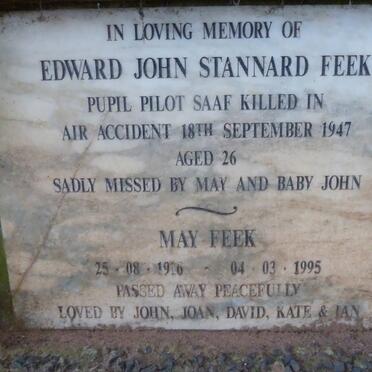 IN LOVING MEMORY OF
EDWARD JOHN STANNARD FEEK
PUPIL PILOT SAAF KILLED IN
AIR ACCIDENT 18TH SEPTEMBER 1947
AGED 26
SADLY MISSED BY MAY AND BABY JOHN
MAY FEEK
25 · 08 · 1916 - 04 · 03 · 1995
PASSED AWAY PEACEFULLY
LOVED BY JOHN, JOAN, DAVID, KATE & IAN